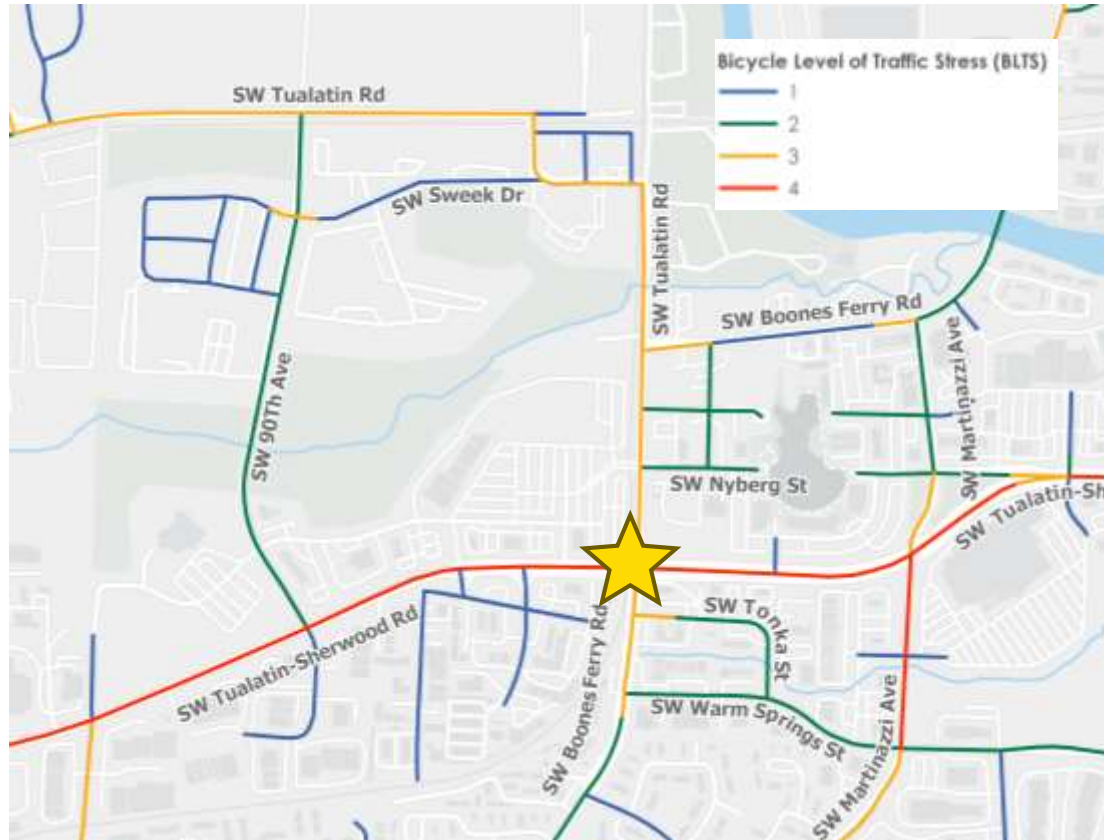 Bicycle Level of Traffic Stress (BLTS)
1
2
3
4
SW Tualatin Rd
SW Sweek Dr
SW Tualatin Rd
SW Boones Ferry Rd
SW 90Th Ave
SW Martinazzi Ave
SW Nyberg St
SW Tualatin-Sh
SW Tonka St
SW Tualatin-Sherwood Rd
SW Boones Ferry Rd
SW Warm Springs St
SW Martinazzi Ave